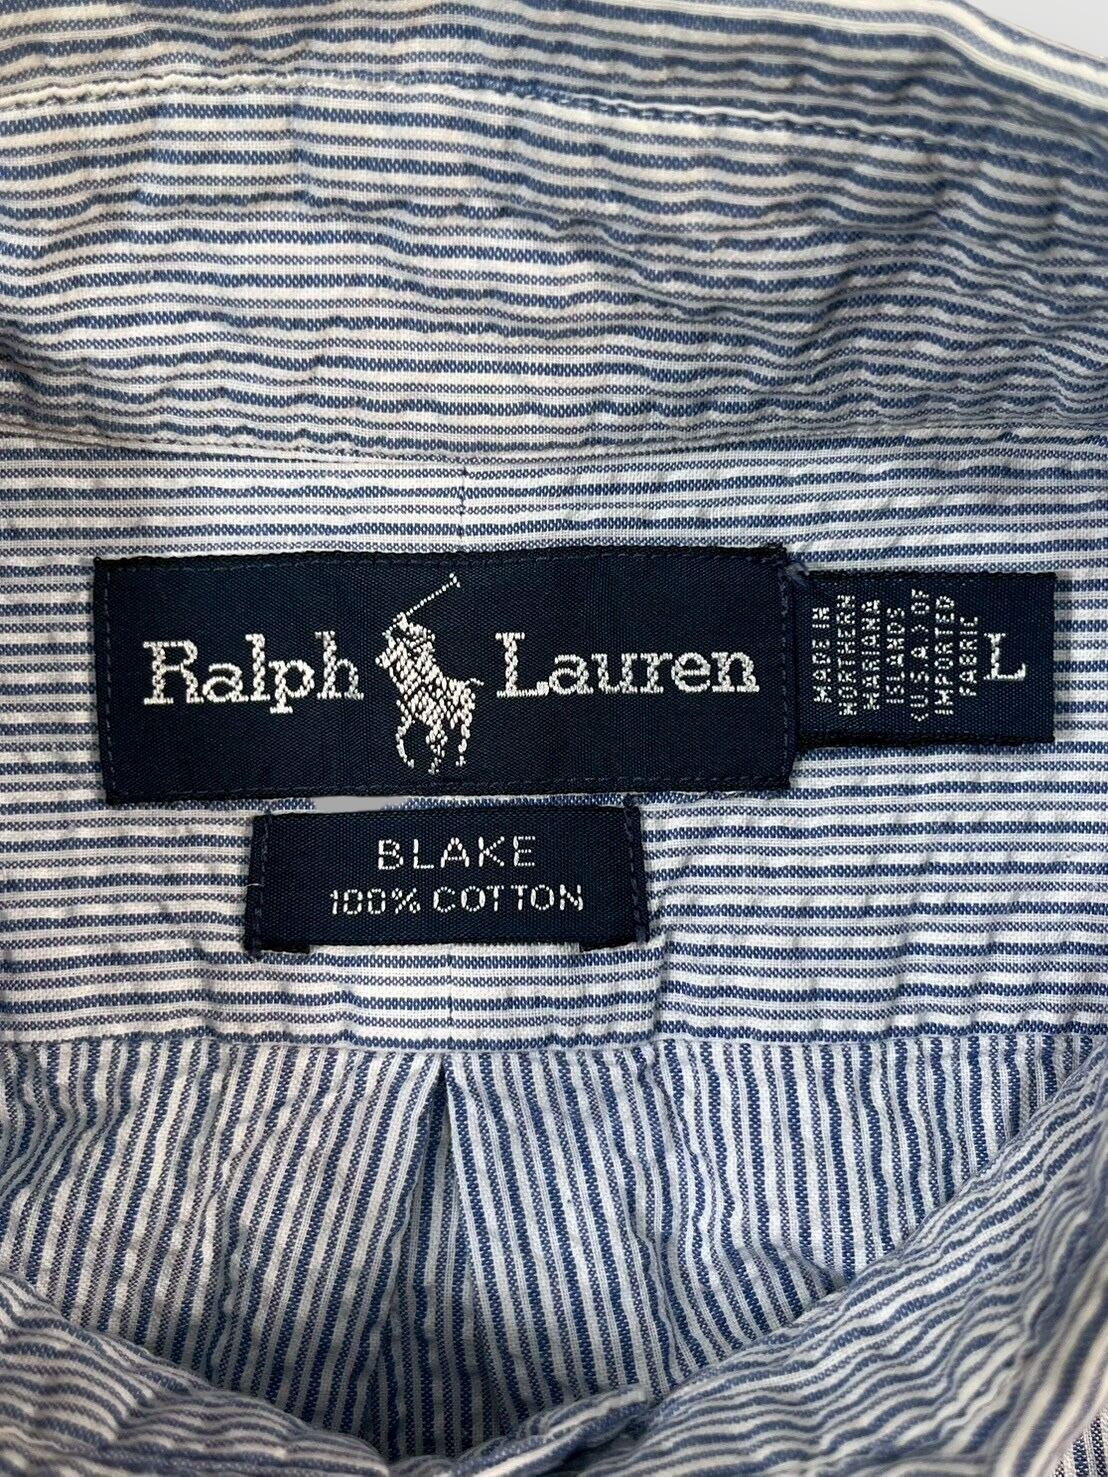 Ralph Lauren
MADE IN
NORTHERN
MARIANA
ISLANDS
(U.S.A.) OF
IMPORTED
FABRIC
L
BLAKE
100% COTTON